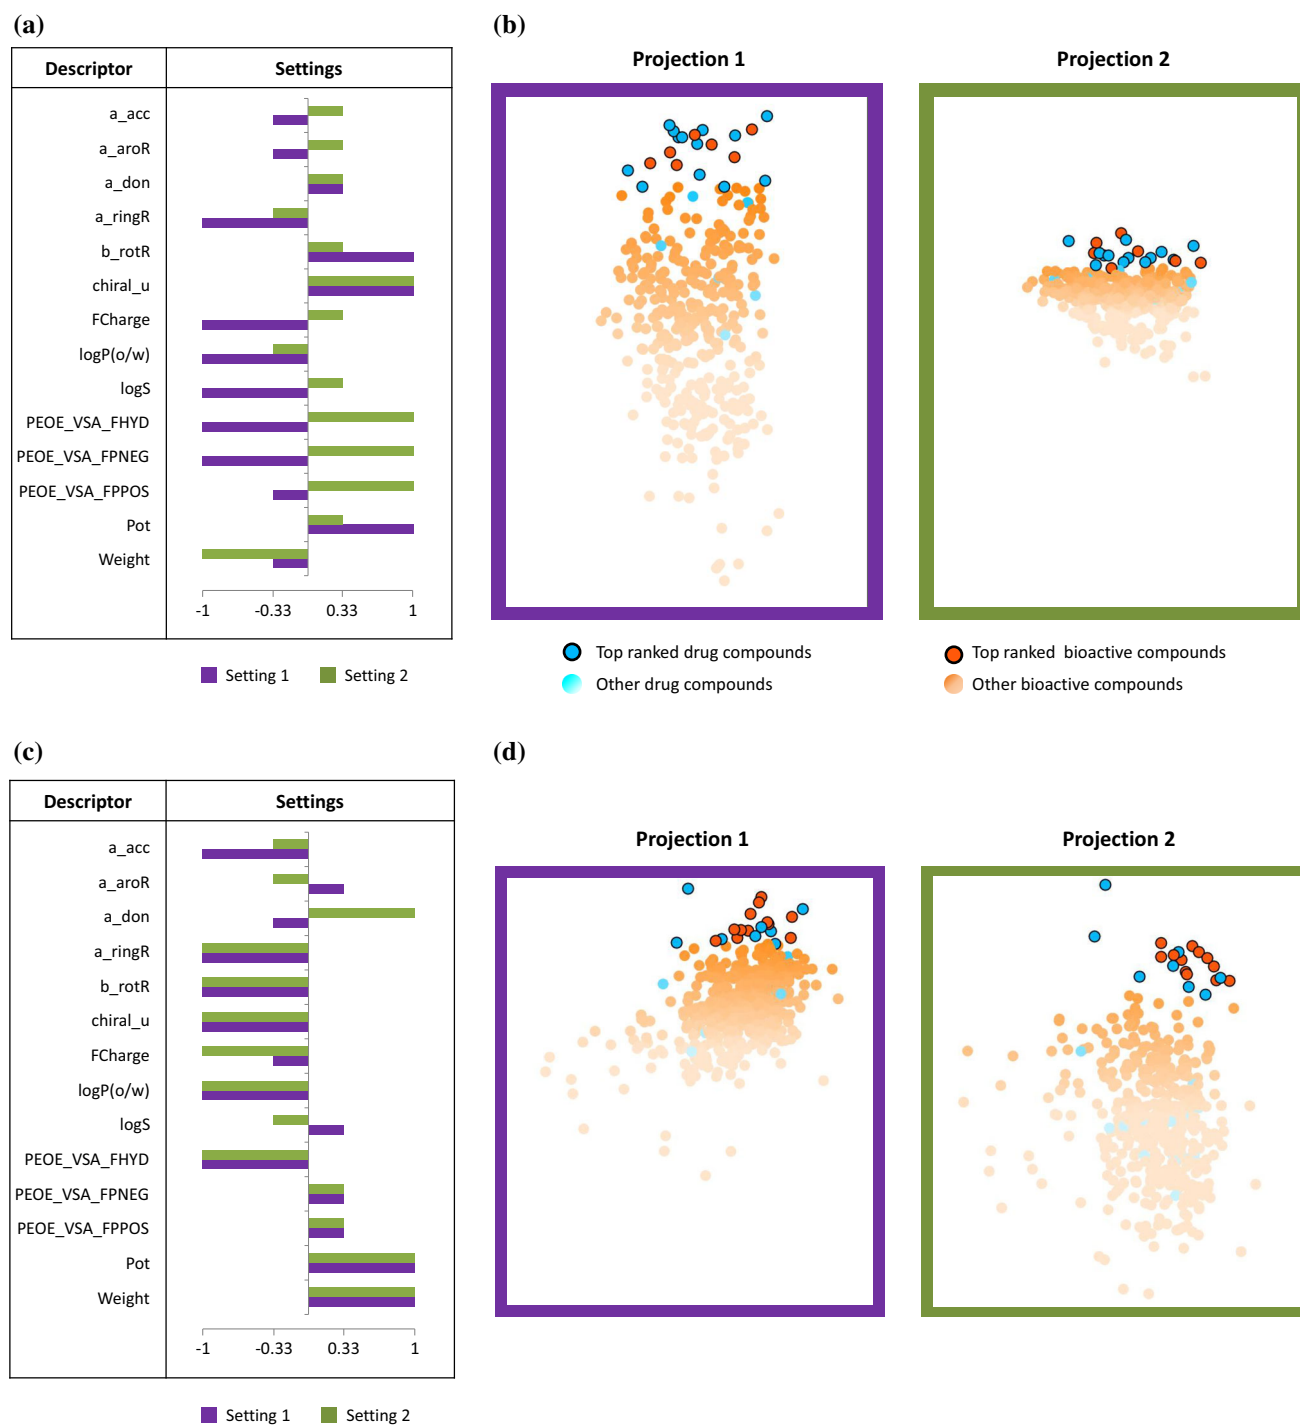 (a)
Descriptor Settings
a_acc
a_aroR
a_don
a_ringR
b_rotR
chiral_u
FCharge
logP(o/w)
logS
PEOE_VSA_FHYD
PEOE_VSA_FPNEG
PEOE_VSA_FPPOS
Pot
Weight
-1 -0.33 0.33 1
Setting 1 Setting 2
(b)
Projection 1 Projection 2
Top ranked drug compounds Top ranked bioactive compounds
Other drug compounds Other bioactive compounds
(c)
Descriptor Settings
a_acc
a_aroR
a_don
a_ringR
b_rotR
chiral_u
FCharge
logP(o/w)
logS
PEOE_VSA_FHYD
PEOE_VSA_FPNEG
PEOE_VSA_FPPOS
Pot
Weight
-1 -0.33 0.33 1
Setting 1 Setting 2
(d)
Projection 1 Projection 2